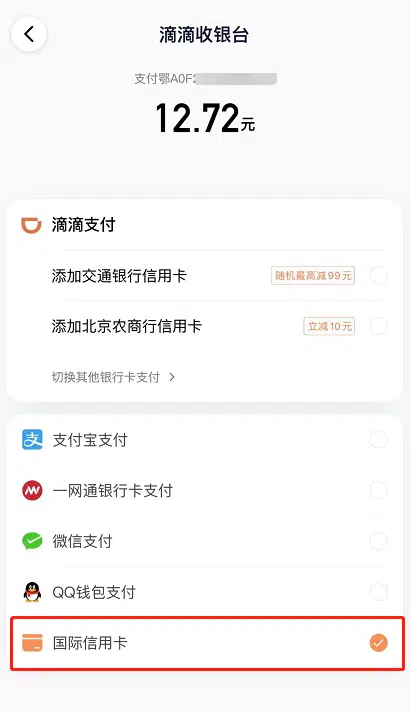 滴滴收银台
支付鄂A0F
12.72元
滴滴支付
添加交通银行信用卡 随机最高减99元
添加北京农商行信用卡 立减10元
切换其他银行卡支付 >
支付宝支付
一网通银行卡支付
微信支付
QQ钱包支付
国际信用卡